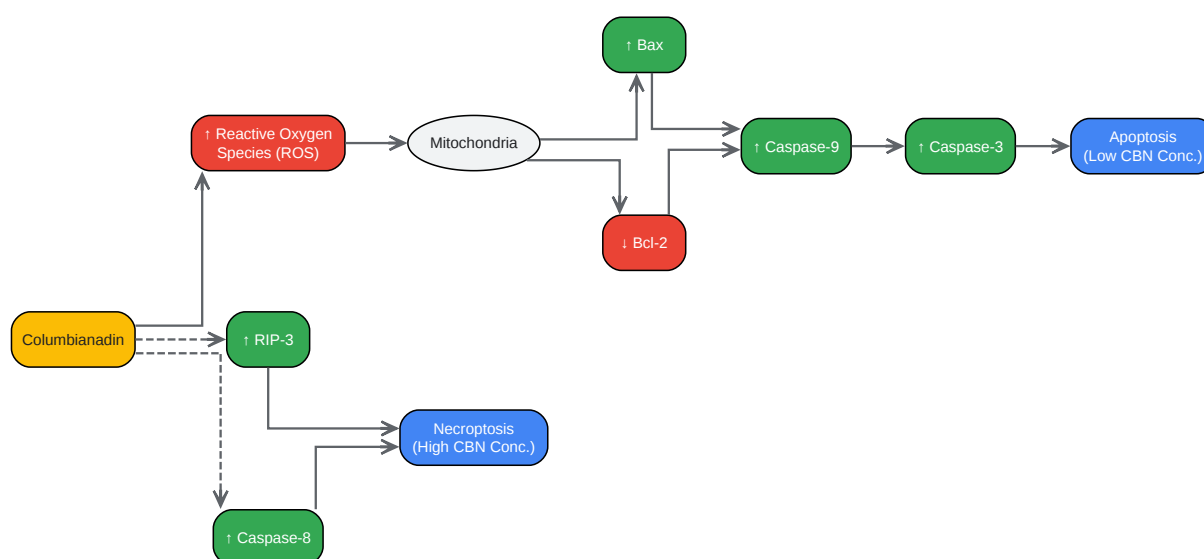 ↑ Bax
↑ Reactive Oxygen
Species (ROS)
Mitochondria
↑ Caspase-9
↑ Caspase-3
Apoptosis
(Low CBN Conc.)
↓ Bcl-2
Columbianadin
↑ RIP-3
Necroptosis
(High CBN Conc.)
↑ Caspase-8